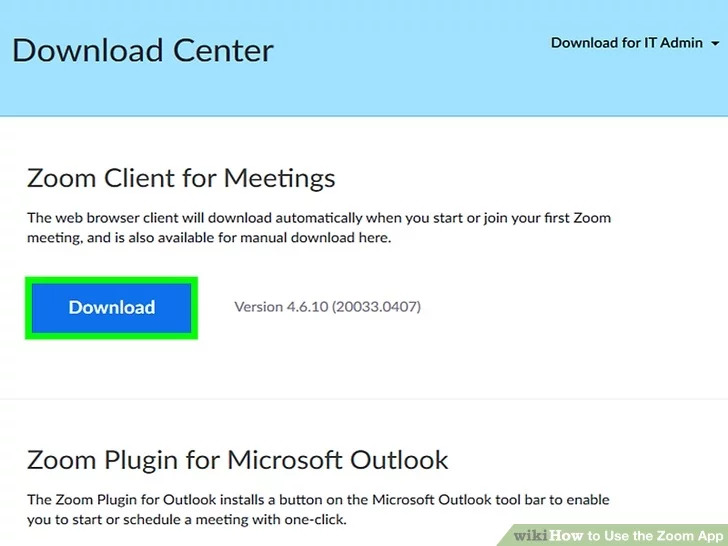 Download Center
Download for IT Admin
Zoom Client for Meetings
The web browser client will download automatically when you start or join your first Zoom
meeting, and is also available for manual download here.
Download
Version 4.6.10 (20033.0407)
Zoom Plugin for Microsoft Outlook
The Zoom Plugin for Outlook installs a button on the Microsoft Outlook tool bar to enable
you to start or schedule a meeting with one-click.
wikiHow to Use the Zoom App